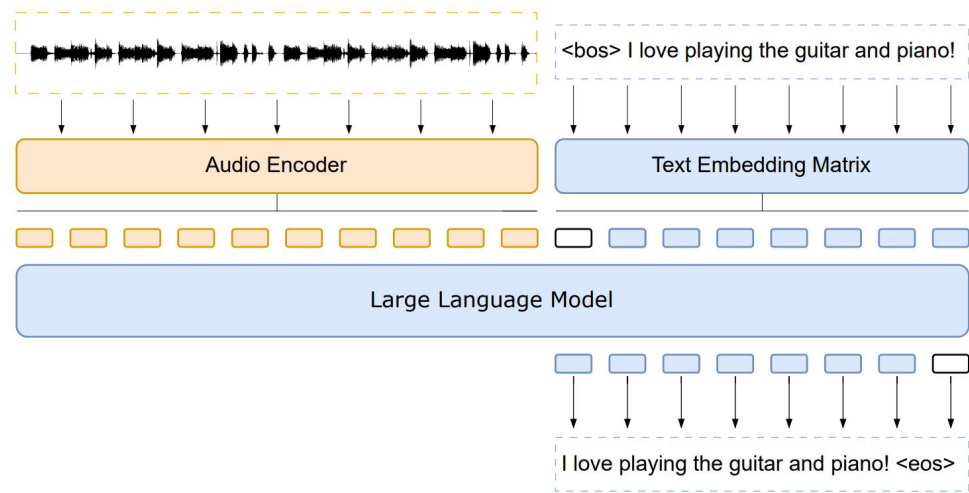 <bos> I love playing the guitar and piano!
Audio Encoder
Text Embedding Matrix
Large Language Model
I love playing the guitar and piano! <eos>